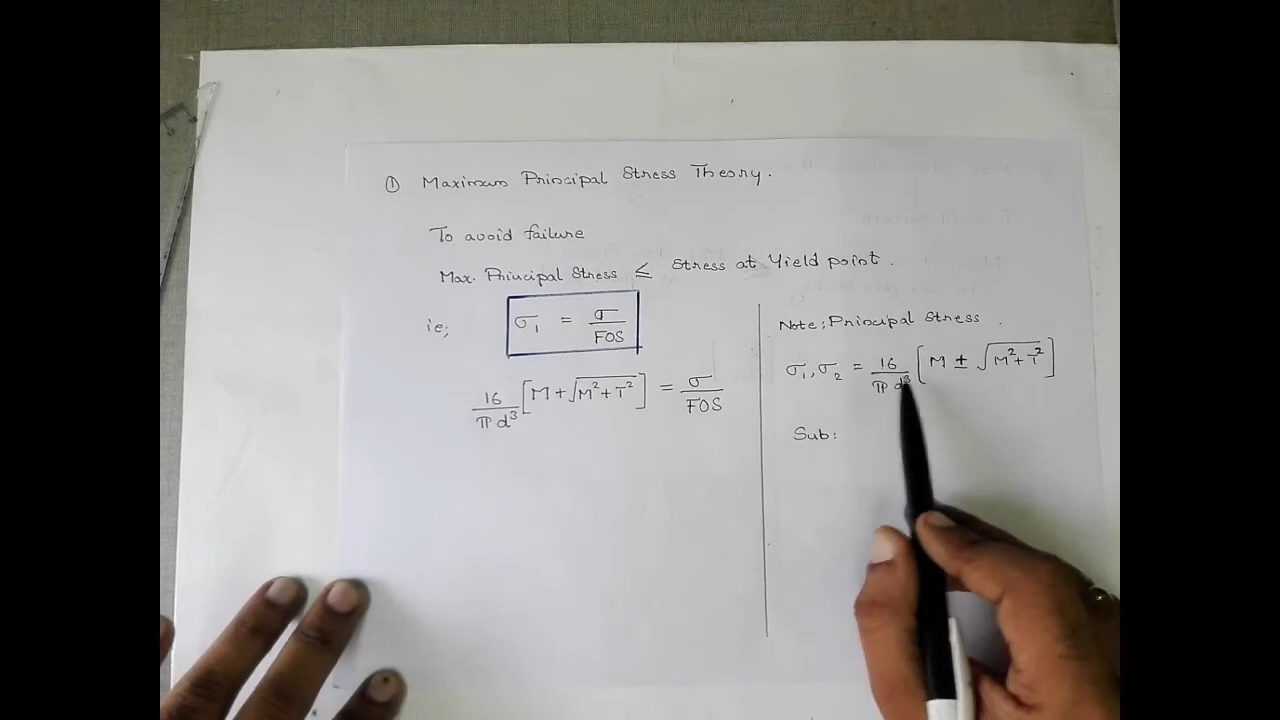 ① Maximum Principal Stress Theory.
To avoid failure
Max. Principal Stress ≤ Stress at Yield point.
ie; σ₁ = σ/FOS
16/πd³ [M + √(M² + T²)] = σ/FOS
Note: Principal Stress.
σ₁, σ₂ = 16/πd³ [M ± √(M² + T²)]
Sub: